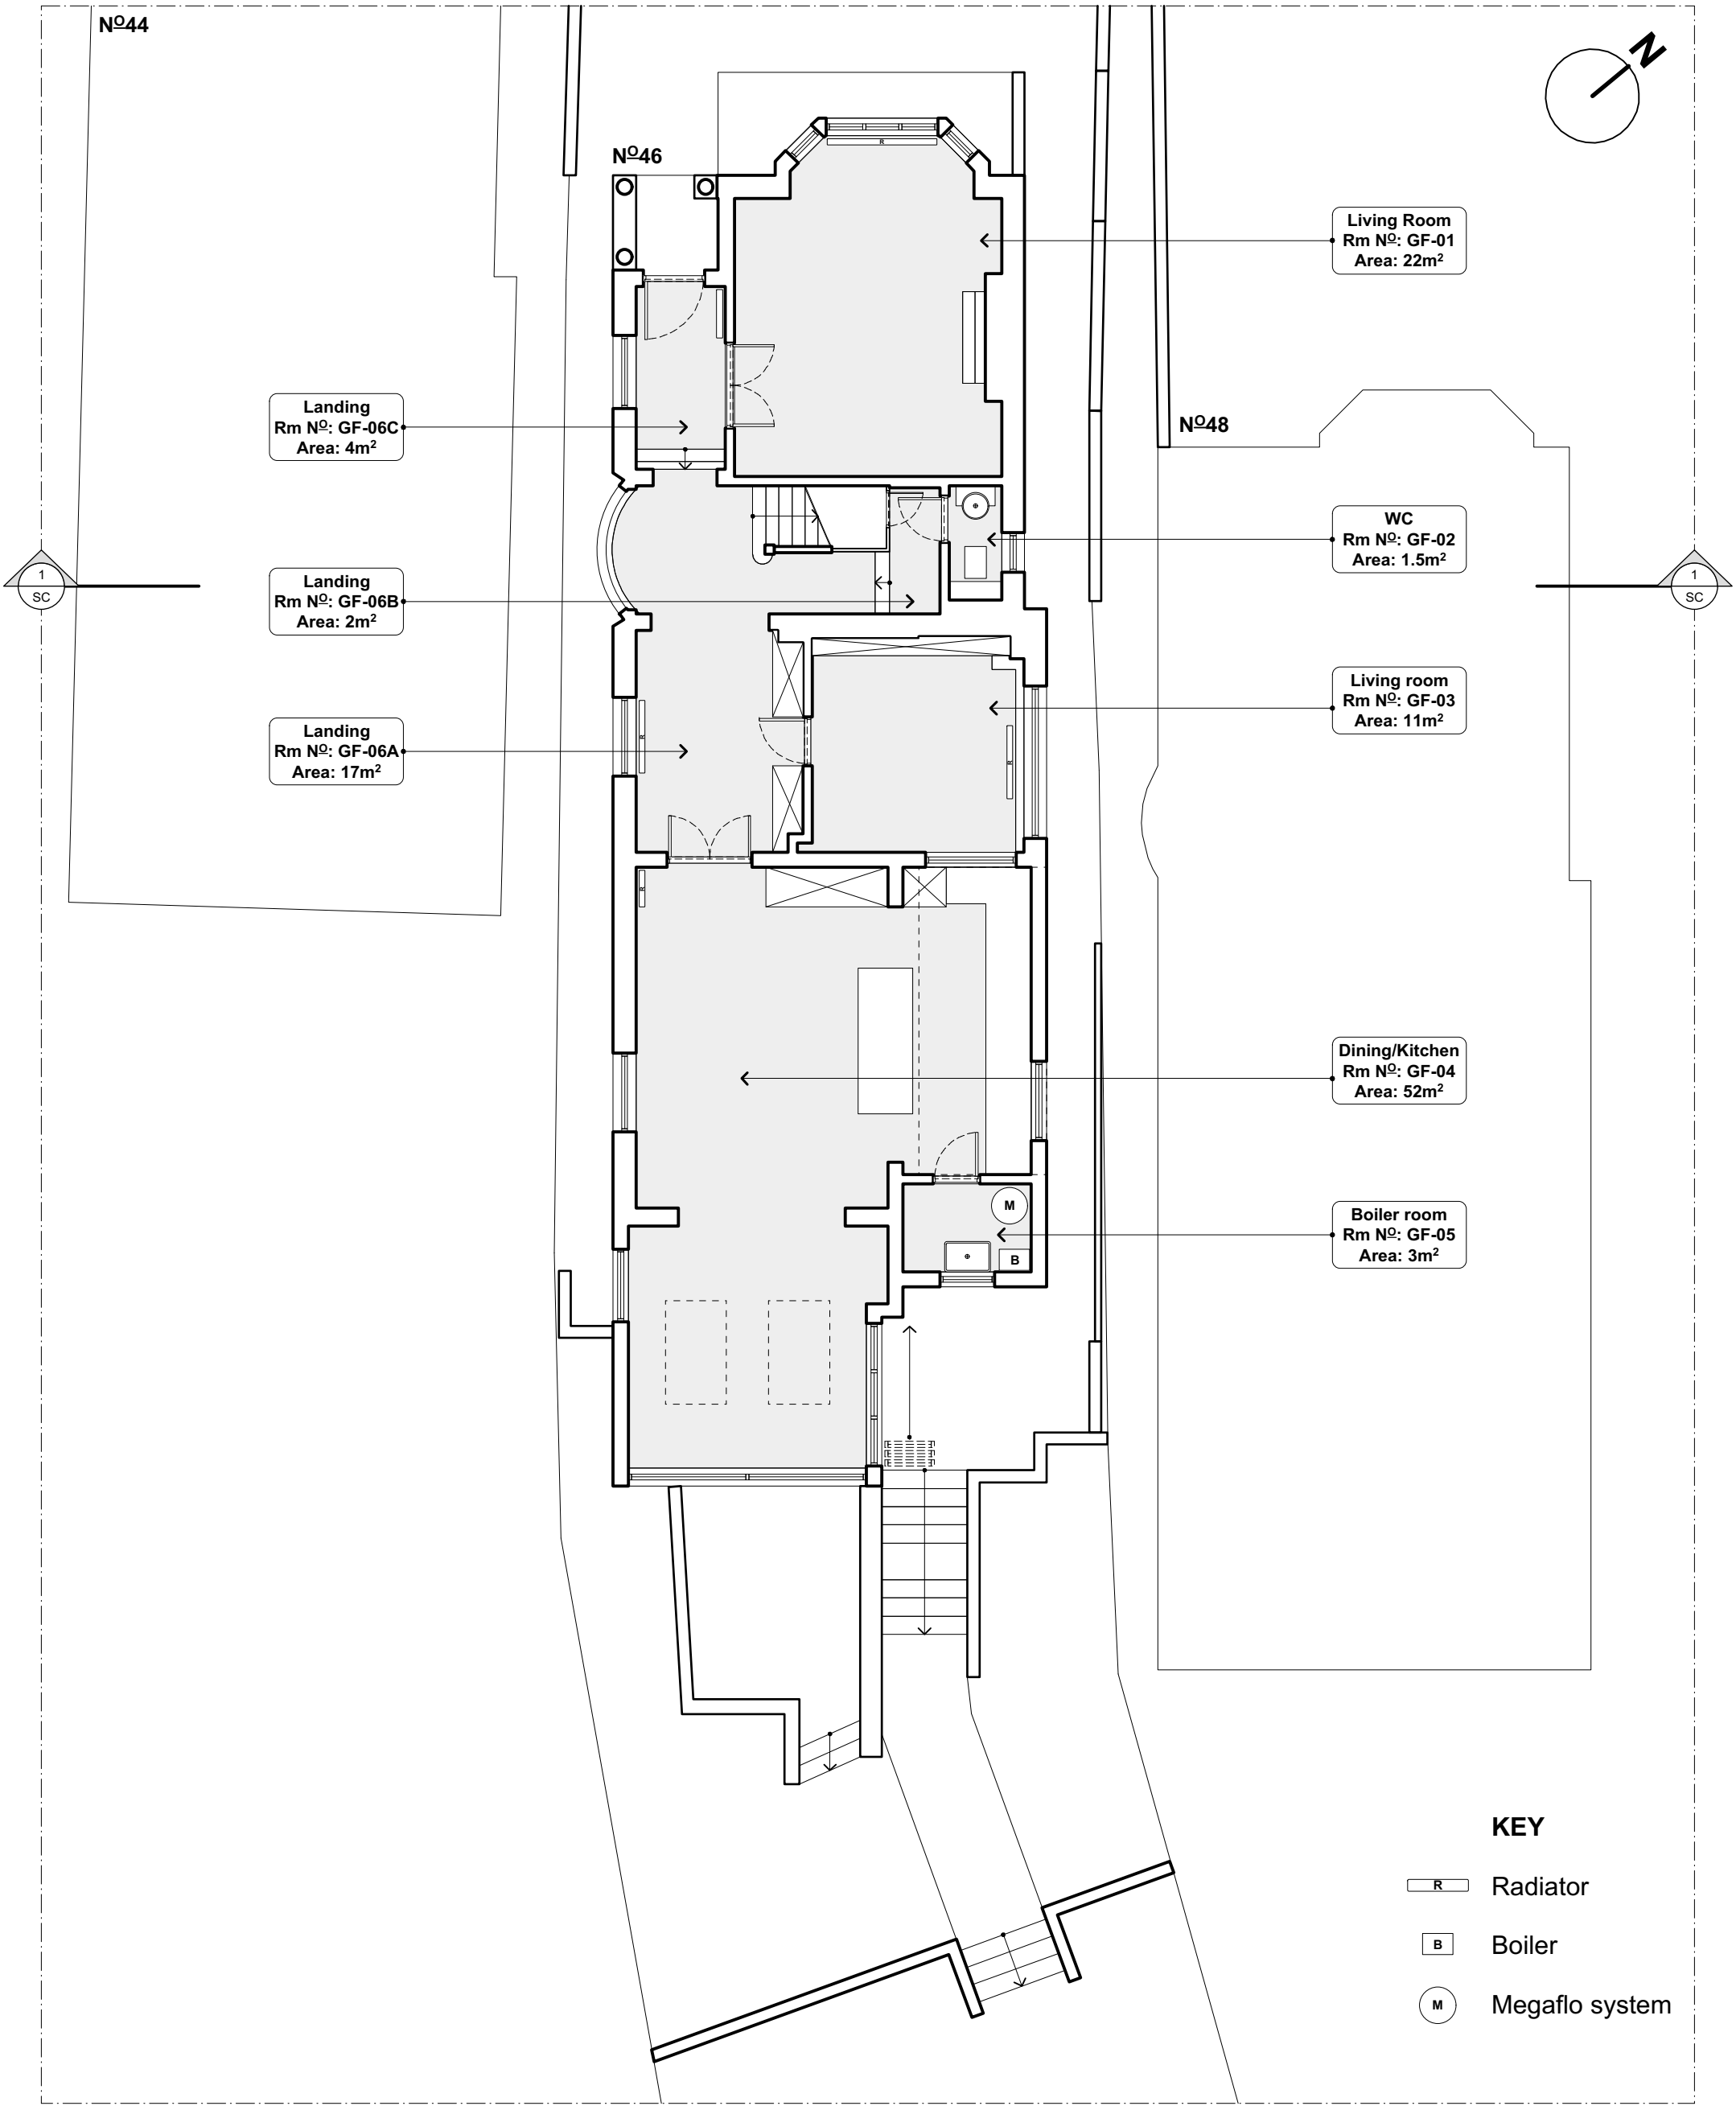 Nº44
N
Nº46
R
Living Room
Rm Nº: GF-01
Area: 22m²
Landing
Rm Nº: GF-06C
Area: 4m²
Nº48
WC
Rm Nº: GF-02
Area: 1.5m²
1
SC
1
SC
Landing
Rm Nº: GF-06B
Area: 2m²
Living room
Rm Nº: GF-03
Area: 11m²
Landing
Rm Nº: GF-06A
Area: 17m²
R
R
R
Dining/Kitchen
Rm Nº: GF-04
Area: 52m²
M
Boiler room
Rm Nº: GF-05
Area: 3m²
B
KEY
R Radiator
B Boiler
M Megaflo system